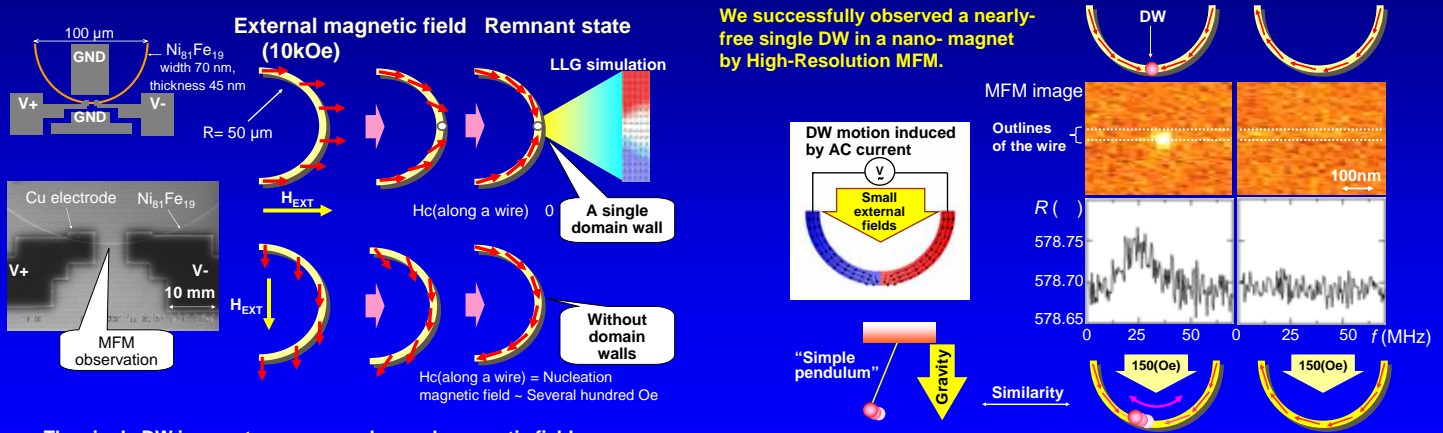 100 µm
GND
Ni81Fe19
width 70 nm,
thickness 45 nm
V+
V-
GND
External magnetic field
(10kOe)
Remnant state
LLG simulation
R= 50 µm
HEXT
Hc(along a wire) 0
A single
domain wall
Cu electrode
Ni81Fe19
V+
V-
10 mm
MFM
observation
HEXT
Without
domain
walls
Hc(along a wire) = Nucleation
magnetic field ~ Several hundred Oe
We successfully observed a nearly-
free single DW in a nano- magnet
by High-Resolution MFM.
DW
MFM image
Outlines
of the wire
100nm
DW motion induced
by AC current
V
~
Small
external
fields
R ( )
578.75
578.70
578.65
0 25 50 0 25 50 f (MHz)
"Simple
pendulum"
Gravity
Similarity
150(Oe)
150(Oe)